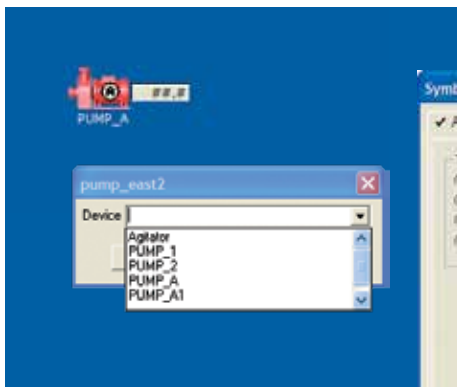 ##.#
PUMP_A
Symb
A
pump_east2
Device
Agitator
PUMP_1
PUMP_2
PUMP_A
PUMP_A1